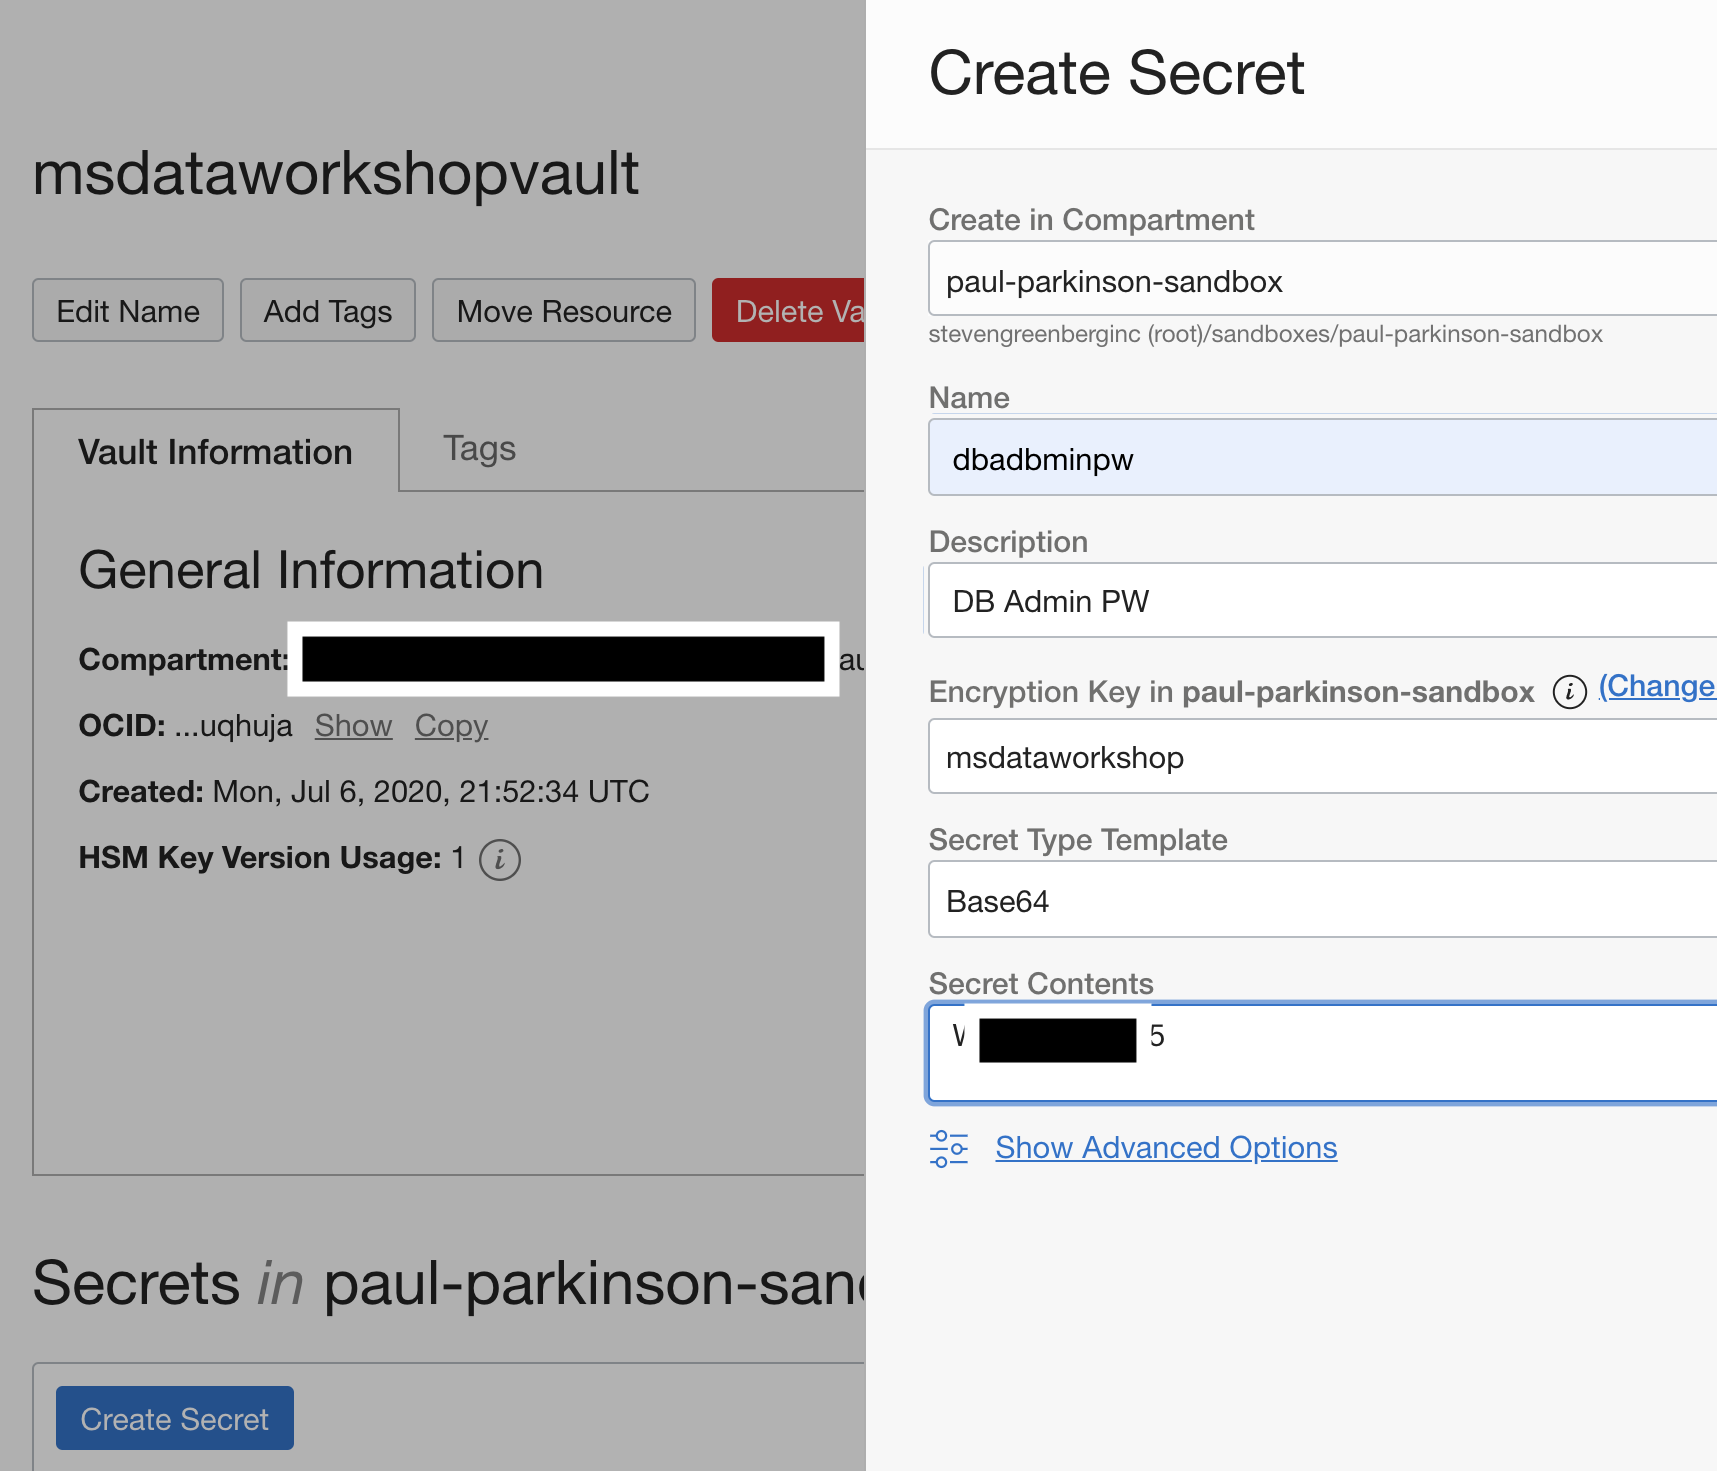 msdataworkshopvault
Edit Name Add Tags Move Resource Delete Va
Vault Information Tags
General Information
Compartment: au
OCID: ...uqhuja Show Copy
Created: Mon, Jul 6, 2020, 21:52:34 UTC
HSM Key Version Usage: 1 i
Secrets in paul-parkinson-sand
Create Secret
Create Secret
Create in Compartment
paul-parkinson-sandbox
stevengreenberginc (root)/sandboxes/paul-parkinson-sandbox
Name
dbadbminpw
Description
DB Admin PW
Encryption Key in paul-parkinson-sandbox i (Change
msdataworkshop
Secret Type Template
Base64
Secret Contents
5
Show Advanced Options